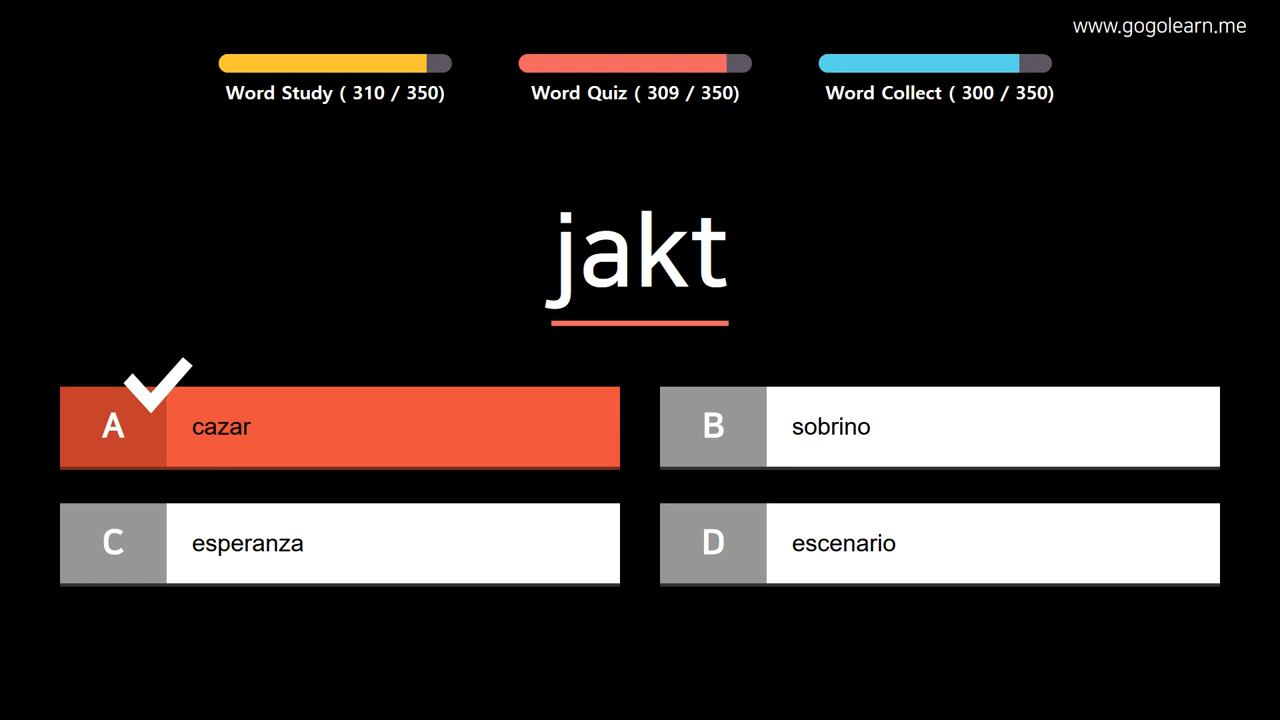 www.gogolearn.me
Word Study ( 310 / 350)
Word Quiz ( 309 / 350)
Word Collect ( 300 / 350)
jakt
A cazar
B sobrino
C esperanza
D escenario